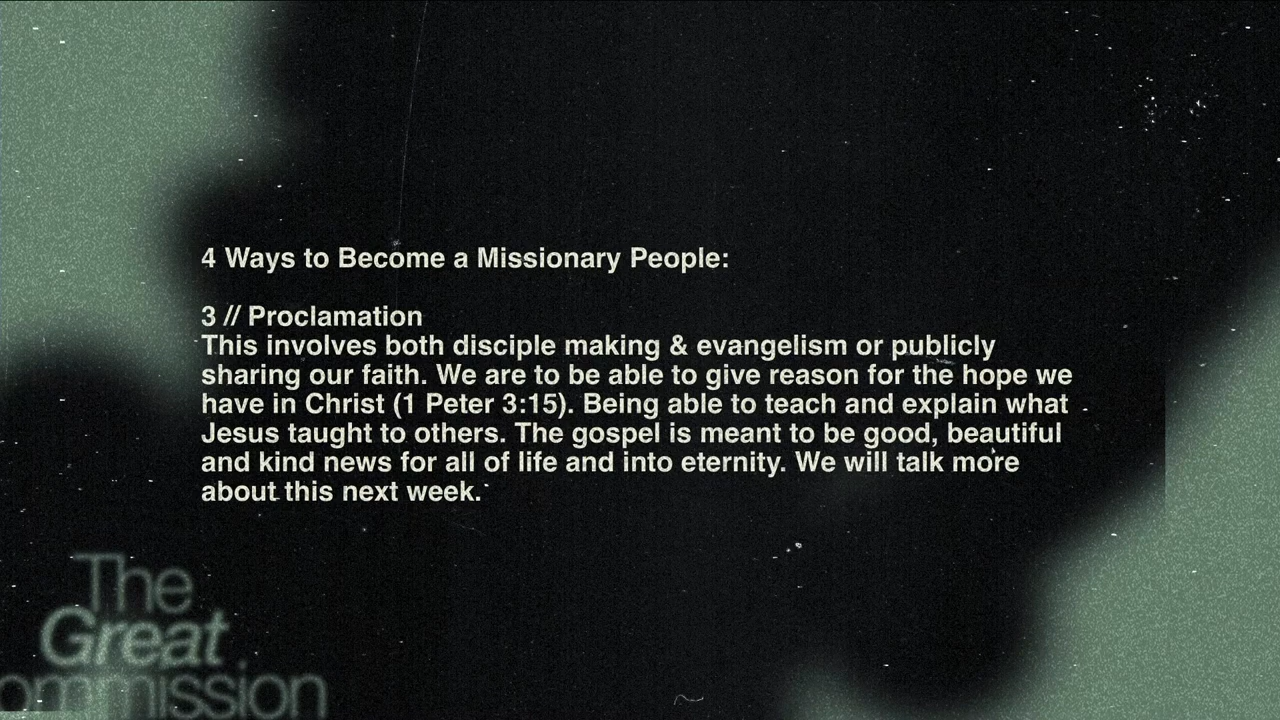 4 Ways to Become a Missionary People:
3 // Proclamation
This involves both disciple making & evangelism or publicly
sharing our faith. We are to be able to give reason for the hope we
have in Christ (1 Peter 3:15). Being able to teach and explain what
Jesus taught to others. The gospel is meant to be good, beautiful
and kind news for all of life and into eternity. We will talk more
about this next week.
The
Great
ommission